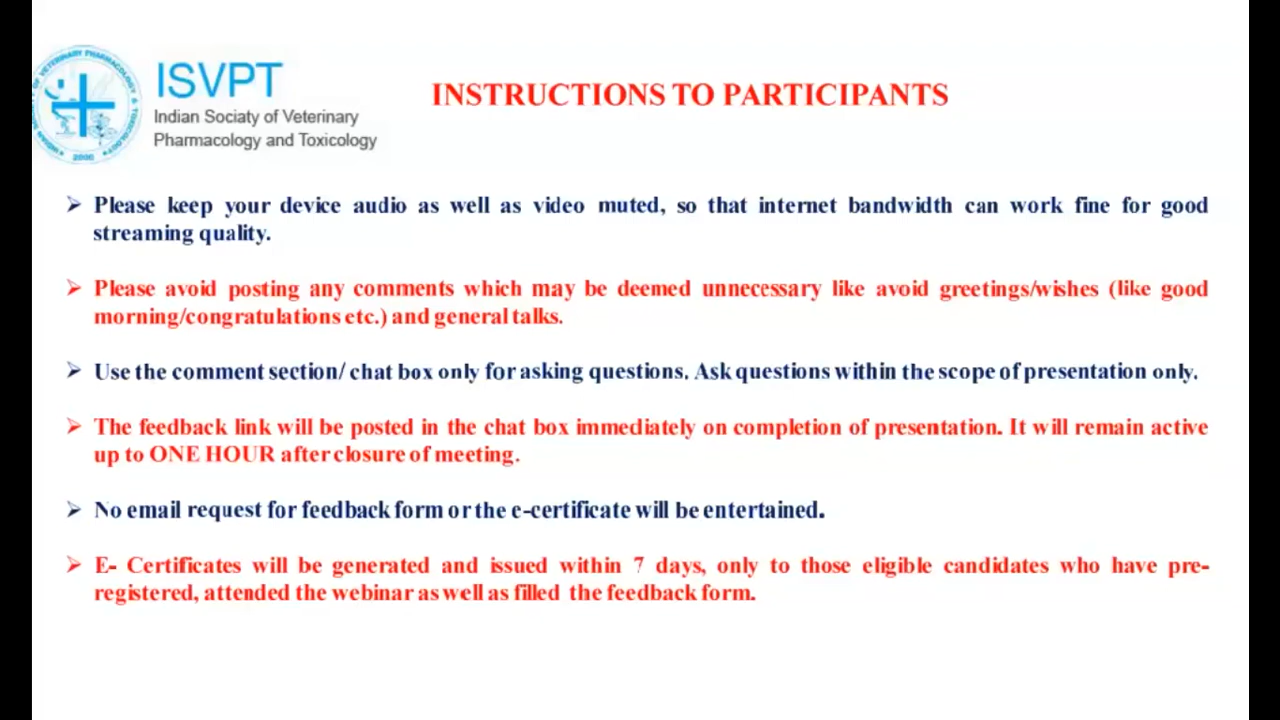 ISVPT
Indian Sociaty of Veterinary
Pharmacology and Toxicology
2000
INSTRUCTIONS TO PARTICIPANTS
➢ Please keep your device audio as well as video muted, so that internet bandwidth can work fine for good
streaming quality.
➢ Please avoid posting any comments which may be deemed unnecessary like avoid greetings/wishes (like good
morning/congratulations etc.) and general talks.
➢ Use the comment section/ chat box only for asking questions. Ask questions within the scope of presentation only.
➢ The feedback link will be posted in the chat box immediately on completion of presentation. It will remain active
up to ONE HOUR after closure of meeting.
➢ No email request for feedback form or the e-certificate will be entertained.
➢ E- Certificates will be generated and issued within 7 days, only to those eligible candidates who have pre-
registered, attended the webinar as well as filled the feedback form.